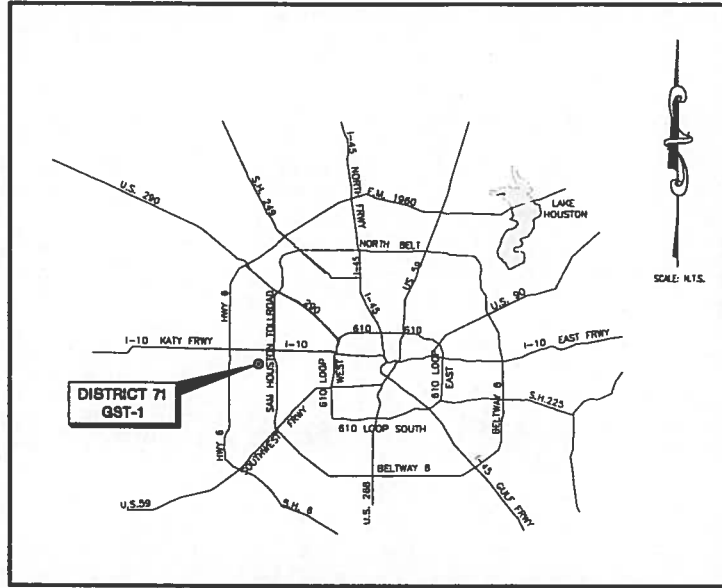 I-45 NORTH FRWY
S.H. 249
U.S. 290
F.M. 1960
LAKE
HOUSTON
NORTH BELT
I-45
US 59
SCALE: N.T.S.
HWY 6
SAM HOUSTON TOLLROAD
290
I-45
U.S. 90
610
610
I-10 KATY FRWY
I-10
I-10 EAST FRWY
610 LOOP
WEST
610 LOOP
EAST
DISTRICT 71
GST-1
BELTWAY 8
S.H.225
HWY 6
SOUTHWEST FRWY
610 LOOP SOUTH
BELTWAY 8
I-45 GULF FRWY
U.S.59
S.H. 6
U.S. 288